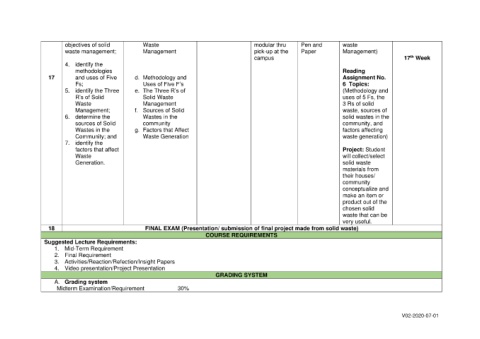 objectives of solid
waste management;
4. identify the
methodologies
and uses of Five
Fs;
5. identify the Three
R's of Solid
Waste
Management;
6. determine the
sources of Solid
Wastes in the
Community; and
7. identify the
factors that affect
Waste
Generation.
17
Waste
Management
d. Methodology and
Uses of Five F's
e. The Three R's of
Solid Waste
Management
f. Sources of Solid
Wastes in the
community
g. Factors that Affect
Waste Generation
modular thru
pick-up at the
campus
Pen and
Paper
waste
Management)
Reading
Assignment No.
6 Topics:
(Methodology and
uses of 5 Fs, the
3 Rs of solid
waste, sources of
solid wastes in the
community, and
factors affecting
waste generation)
Project: Student
will collect/select
solid waste
materials from
their houses/
community
conceptualize and
make an item or
product out of the
chosen solid
waste that can be
very useful.
17th Week
18 FINAL EXAM (Presentation/ submission of final project made from solid waste)
COURSE REQUIREMENTS
Suggested Lecture Requirements:
1. Mid-Term Requirement
2. Final Requirement
3. Activities/Reaction/Refection/Insight Papers
4. Video presentation/Project Presentation
GRADING SYSTEM
A. Grading system
Midterm Examination/Requirement 30%
V02-2020-07-01